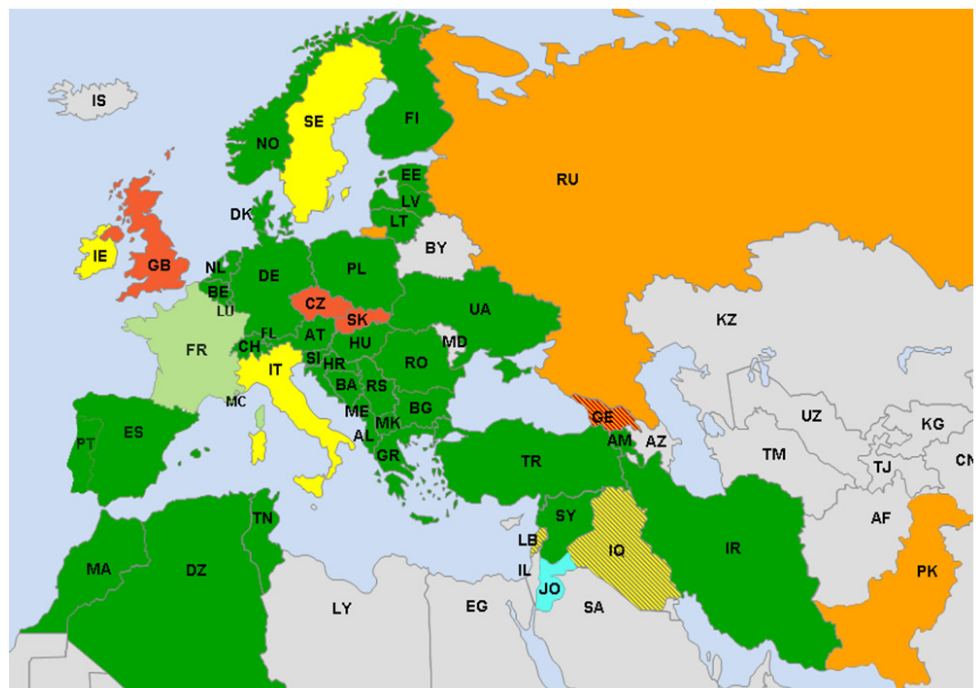 IS
SE
NO
FI
RU
EE
LV
LT
DK
BY
IE
GB
NL
DE
PL
BE
LU
CZ
SK
UA
KZ
FR
FL
CH
AT
HU
MD
SI
HR
RO
IT
BA
RS
MC
ME
MK
BG
AL
GR
GE
AM
AZ
UZ
KG
TM
TJ
CN
PT
ES
TR
TN
SY
LB
IQ
IR
AF
MA
DZ
IL
JO
PK
LY
EG
SA